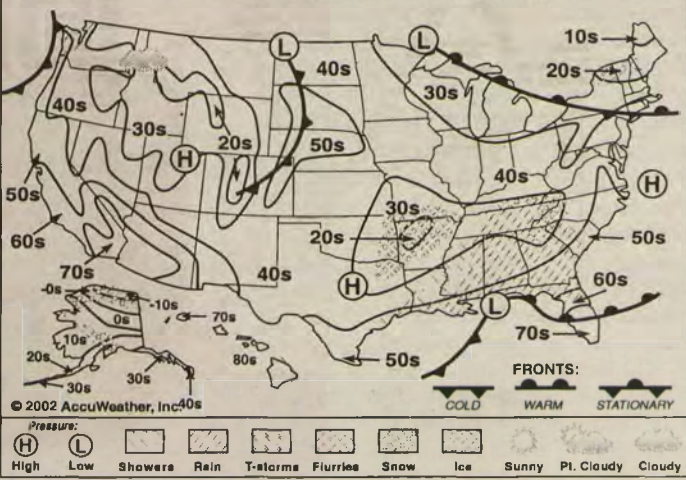 10s
L
L
20s
40s
30s
40s
30s
20s
50s
H
40s
H
50s
30s
60s
20s
50s
70s
40s
H
60s
-0s
-10s
L
0s
70s
70s
10s
80s
50s
20s
30s
30s
40s
FRONTS:
© 2002 AccuWeather, Inc.
COLD WARM STATIONARY
Pressure:
H L
High Low Showers Rain T-storms Flurries Snow Ice Sunny Pt. Cloudy Cloudy